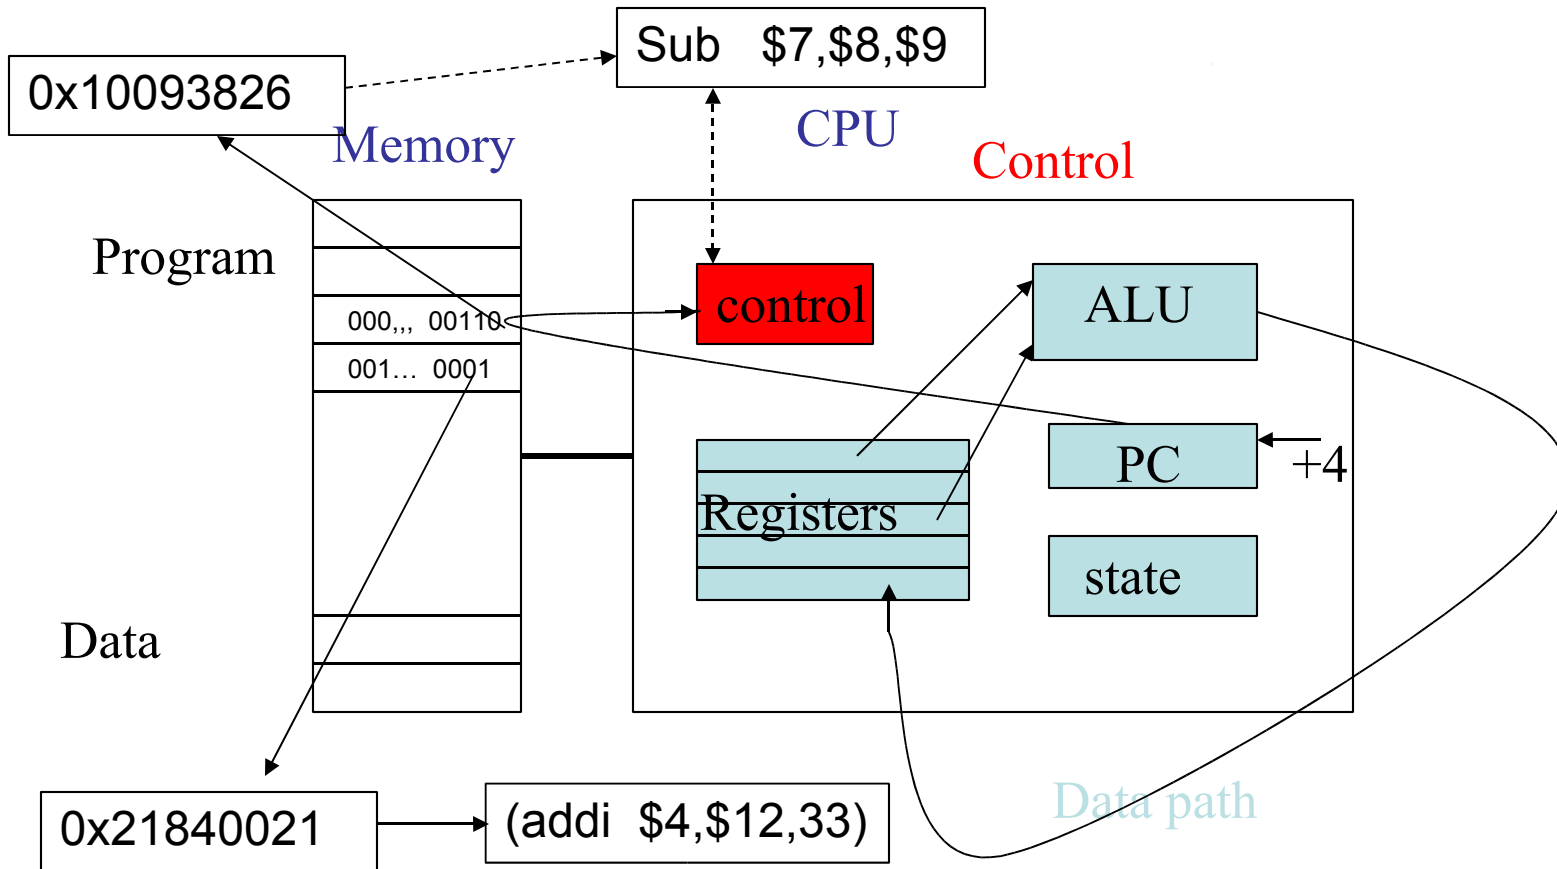 Sub $7,$8,$9
0x10093826
Memory
CPU
Control
Program
000,,, 00110
control
ALU
001… 0001
PC
+4
Registers
state
Data
Data path
0x21840021
(addi $4,$12,33)